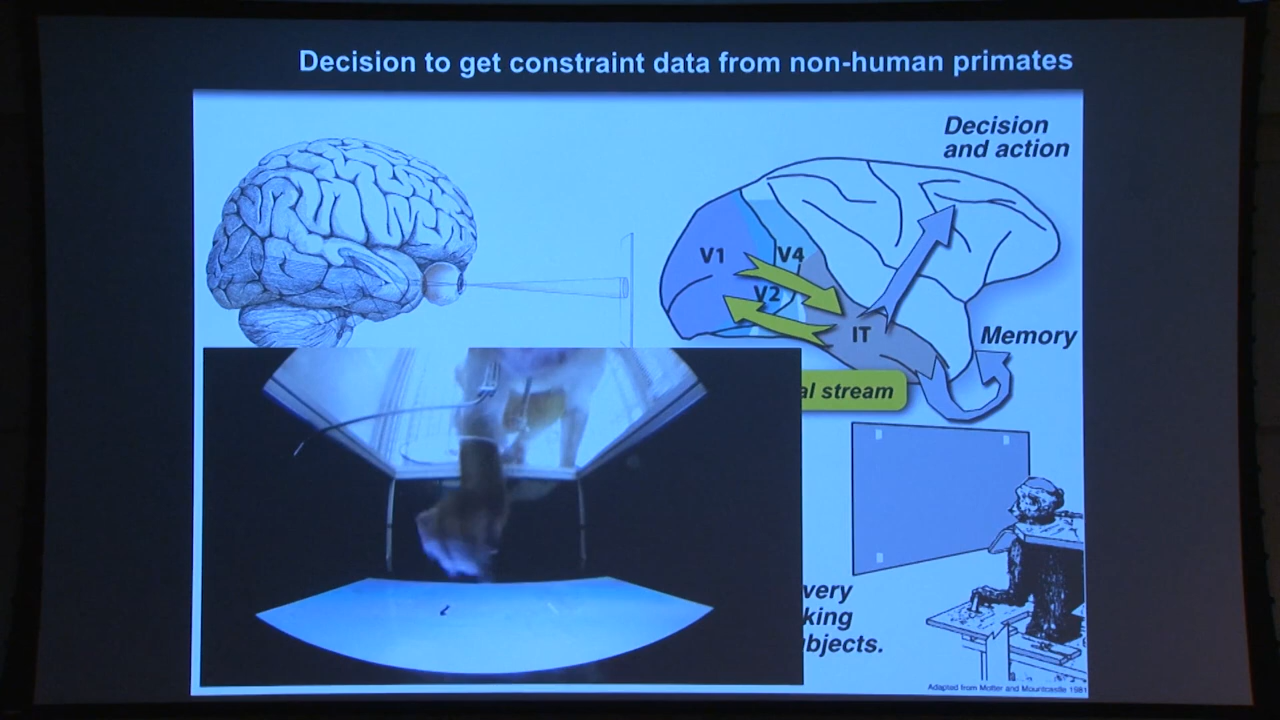 Decision to get constraint data from non-human primates
Decision
and action
V1
V4
V2
IT
Memory
al stream
very
king
bjects.
Adapted from Motter and Mountcastle 1981